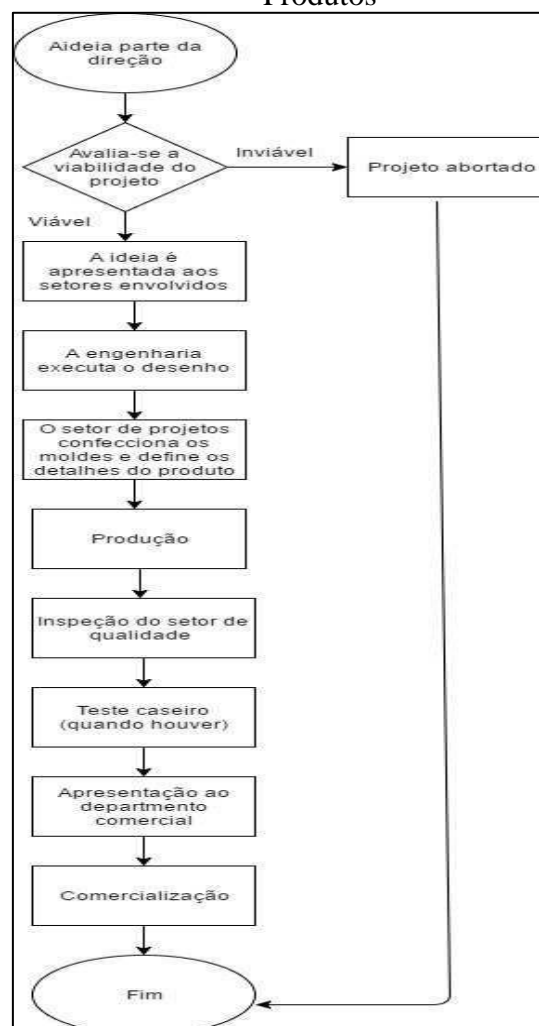 Produtos
Aideia parte da
direção
Avalia-se a
viabilidade do
projeto
Inviável
Projeto abortado
Viável
A ideia é
apresentada aos
setores envolvidos
A engenharia
executa o desenho
O setor de projetos
confecciona os
moldes e define os
detalhes do produto
Produção
Inspeção do setor de
qualidade
Teste caseiro
(quando houver)
Apresentação ao
departmento
comercial
Comercialização
Fim